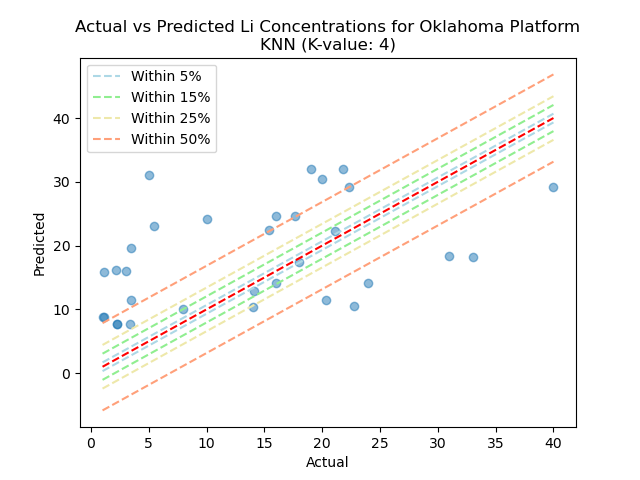 Actual vs Predicted Li Concentrations for Oklahoma Platform
KNN (K-value: 4)
Within 5%
Within 15%
Within 25%
Within 50%
Predicted
40
30
20
10
0
0 5 10 15 20 25 30 35 40
Actual